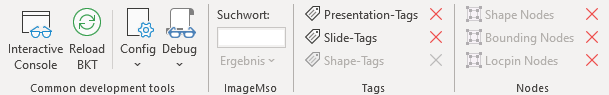 Interactive
Console
Reload
BKT
Config
Debug
Common development tools
Suchwort:
Ergebnis
ImageMso
Presentation-Tags
Slide-Tags
Shape-Tags
Tags
Shape Nodes
Bounding Nodes
Locpin Nodes
Nodes